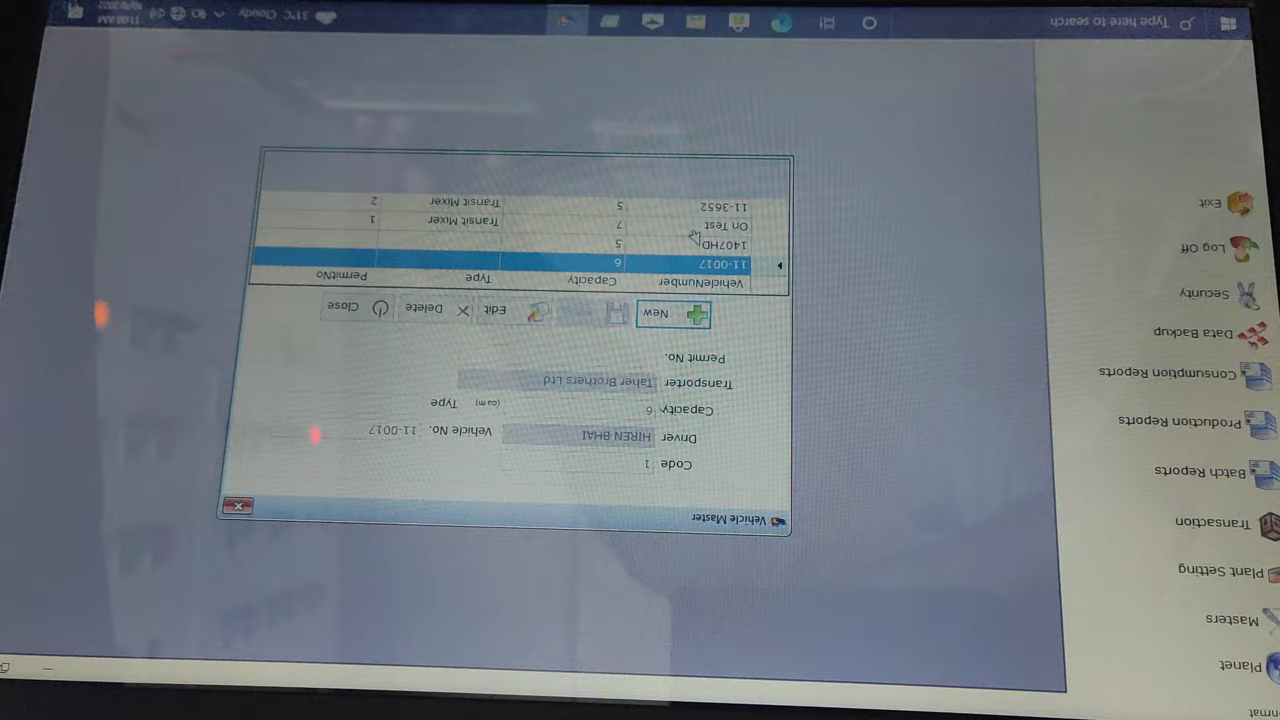 Planet
Masters
Plant Setting
Transaction
Batch Reports
Production Reports
Consumption Reports
Data Backup
Security
Log Off
Exit
Vehicle Master
Code 1
Driver HIREN BHAI Vehicle No. 11-0017
Capacity 6 (cu m) Type
Transporter Taher Brothers Ltd
Permit No.
New Edit Delete Close
VehicleNumber Capacity Type PermitNo
11-0017 6
1407HD 5
On Test 7 Transit Mixer 1
11-3652 5 Transit Mixer 2
Type here to search
31°C Cloudy